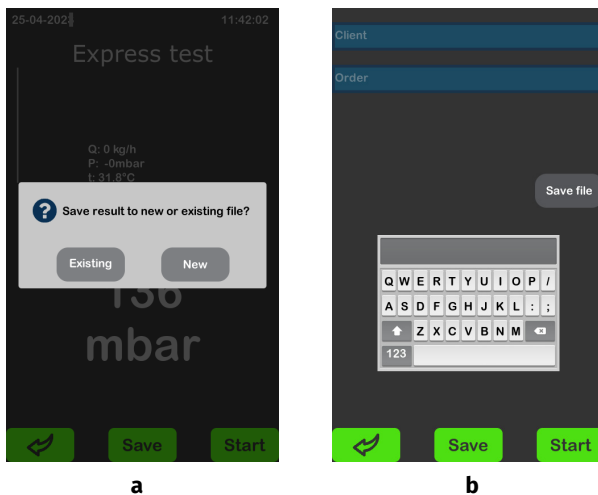 25-04-202
11:42:02
Express test
Q: 0 kg/h
P: -0mbar
t: 31.8°C
Save result to new or existing file?
Existing
New
136
mbar
Save
Start
a
Client
Order
Save file
Q W E R T Y U I O P /
A S D F G H J K L : ;
Z X C V B N M
123
Save
Start
b